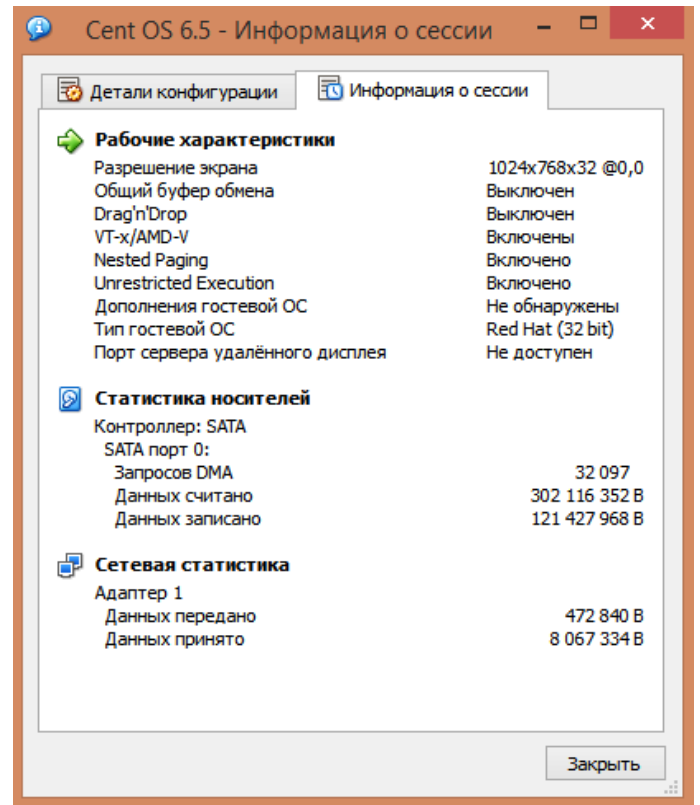 Cent OS 6.5 - Информация о сессии
Детали конфигурации Информация о сессии
Рабочие характеристики
Разрешение экрана 1024x768x32 @0,0
Общий буфер обмена Выключен
Drag'n'Drop Выключен
VT-x/AMD-V Включены
Nested Paging Включено
Unrestricted Execution Включено
Дополнения гостевой ОС Не обнаружены
Тип гостевой ОС Red Hat (32 bit)
Порт сервера удалённого дисплея Не доступен
Статистика носителей
Контроллер: SATA
SATA порт 0:
Запросов DMA 32 097
Данных считано 302 116 352 B
Данных записано 121 427 968 B
Сетевая статистика
Адаптер 1
Данных передано 472 840 B
Данных принято 8 067 334 B
Закрыть